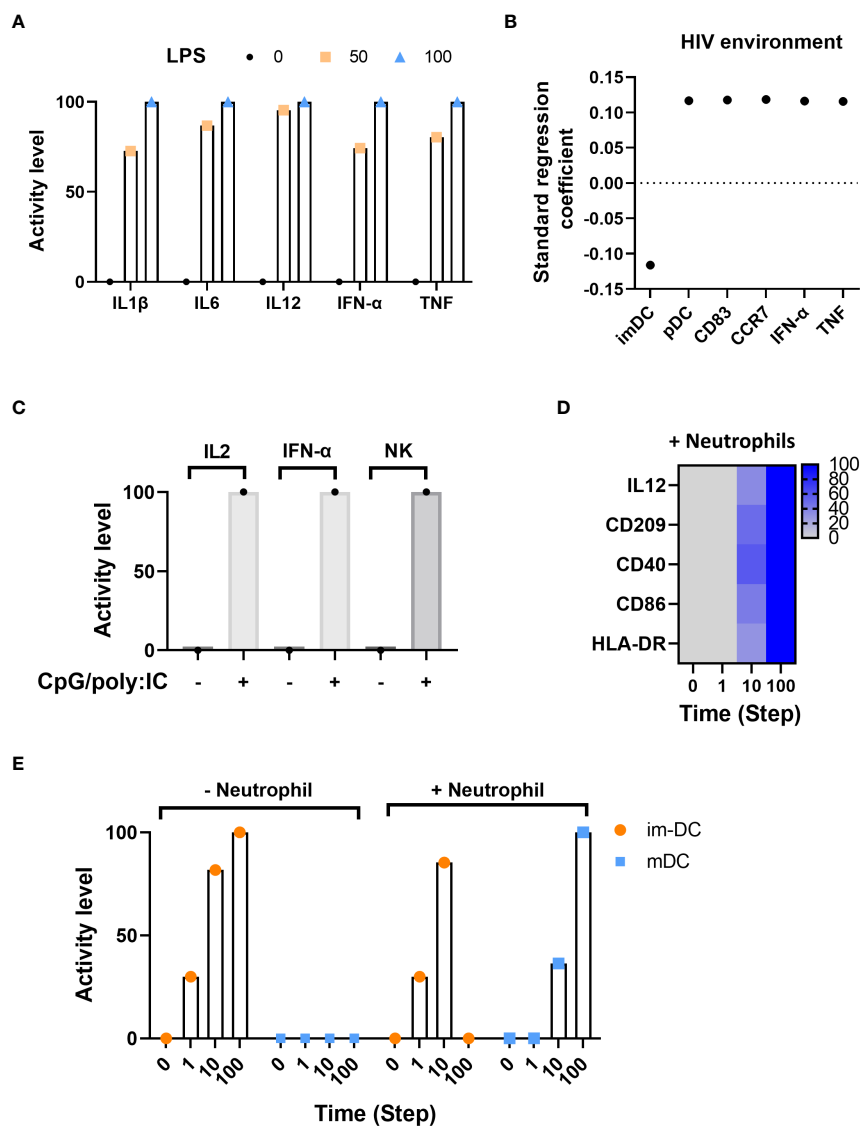 A
LPS 0 50 100
100
50
0
Activity level
IL1β IL6 IL12 IFN-α TNF
B
HIV environment
0.15
0.10
0.05
0.00
-0.05
-0.10
-0.15
Standard regression
coefficient
imDC pDC CD83 CCR7 IFN-α TNF
C
IL2 IFN-α NK
100
50
0
Activity level
CpG/poly:IC - + - + - +
D
+ Neutrophils
IL12
CD209
CD40
CD86
HLA-DR
100
80
60
40
20
0
0 1 10 100
Time (Step)
E
- Neutrophil + Neutrophil
im-DC
mDC
100
50
0
Activity level
0 1 10 100 0 1 10 100 0 1 10 100 0 1 10 100
Time (Step)